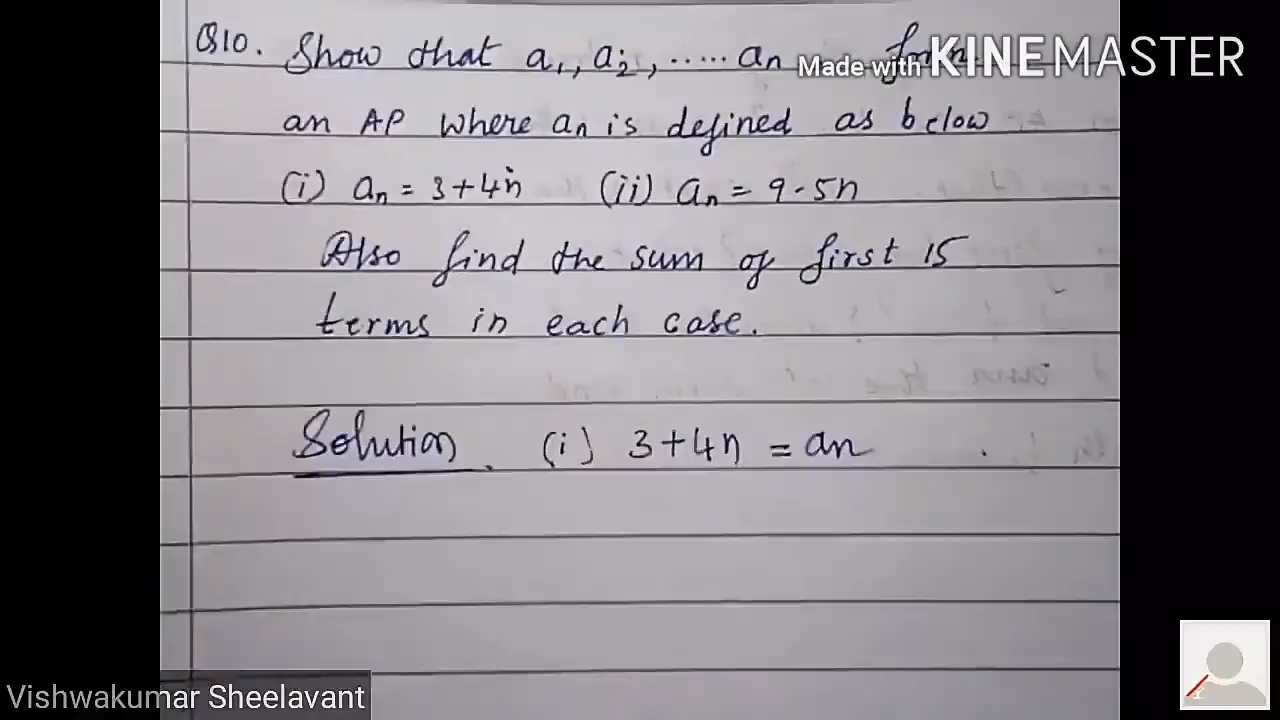 Q10. Show that a₁, a₂, ..... an form
Made with KINEMASTER
an AP where an is defined as below
(i) an = 3+4n (ii) an = 9-5n
Also find the sum of first 15
terms in each case.
Solution. (i) 3+4n = an
Vishwakumar Sheelavant